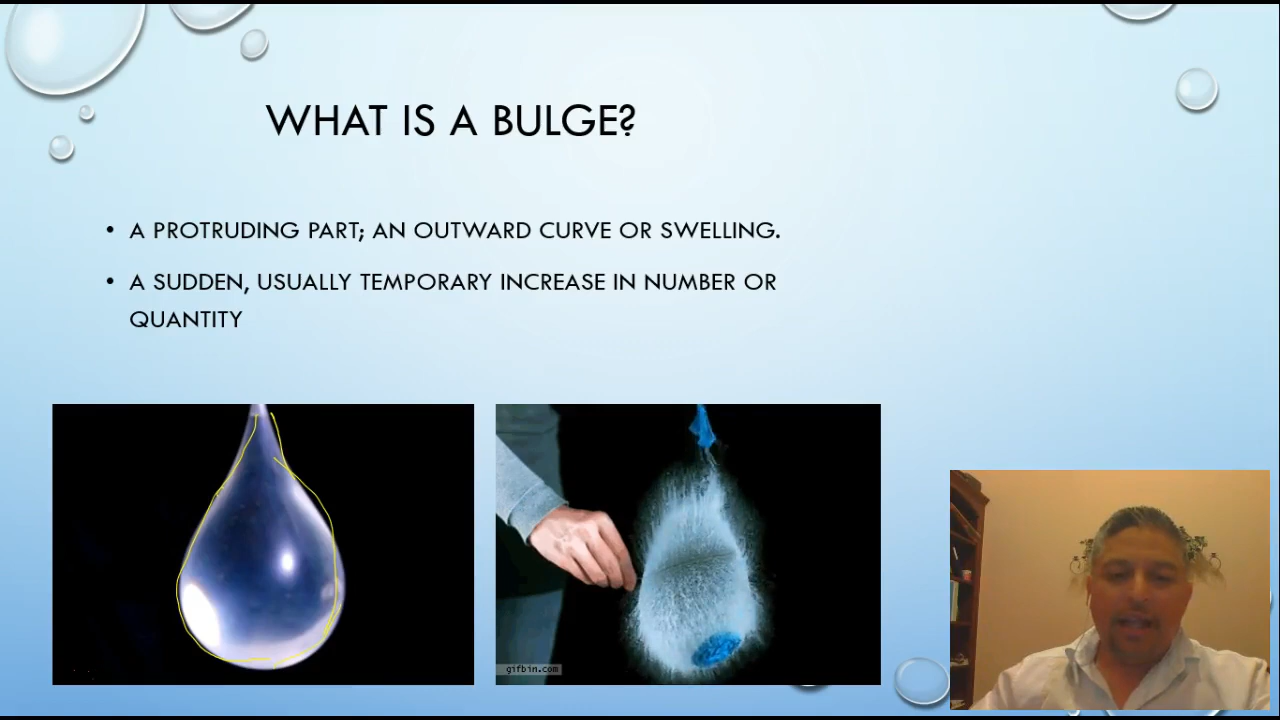 WHAT IS A BULGE?
• A PROTRUDING PART; AN OUTWARD CURVE OR SWELLING.
• A SUDDEN, USUALLY TEMPORARY INCREASE IN NUMBER OR
QUANTITY
gifbin.com